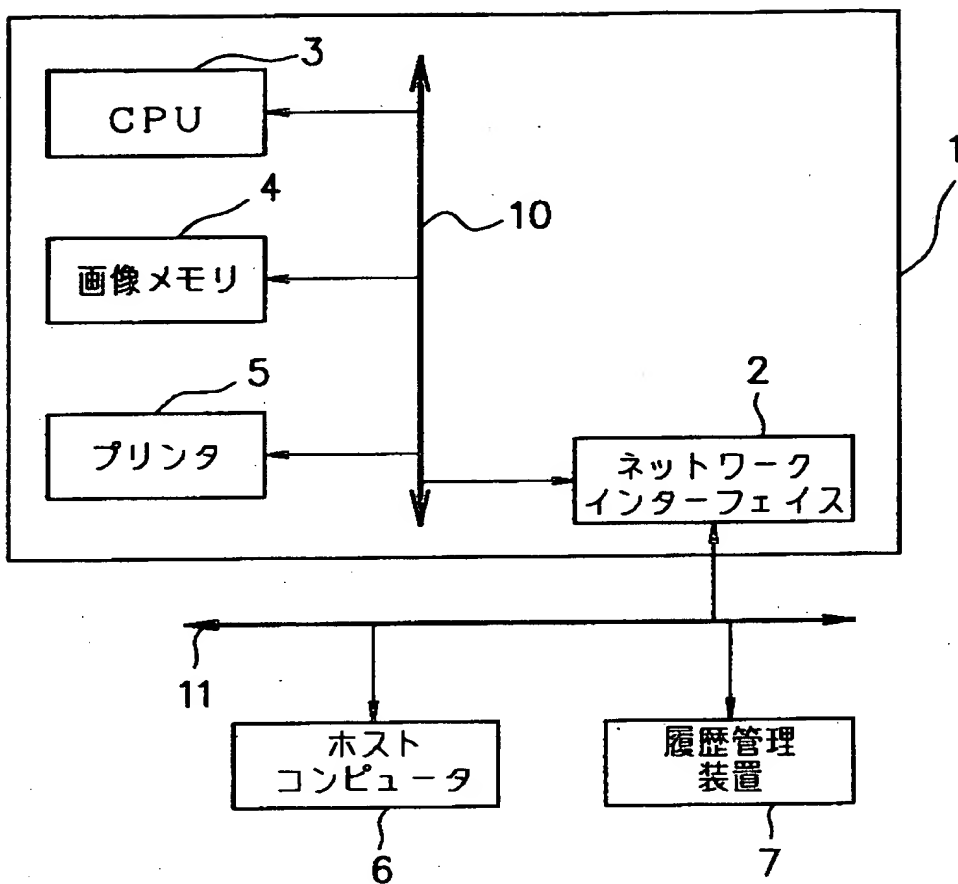 3
CPU
1
4
10
画像メモリ
5
2
プリンタ
ネットワーク
インターフェイス
11
ホスト
コンピュータ
履歴管理
装置
6
7